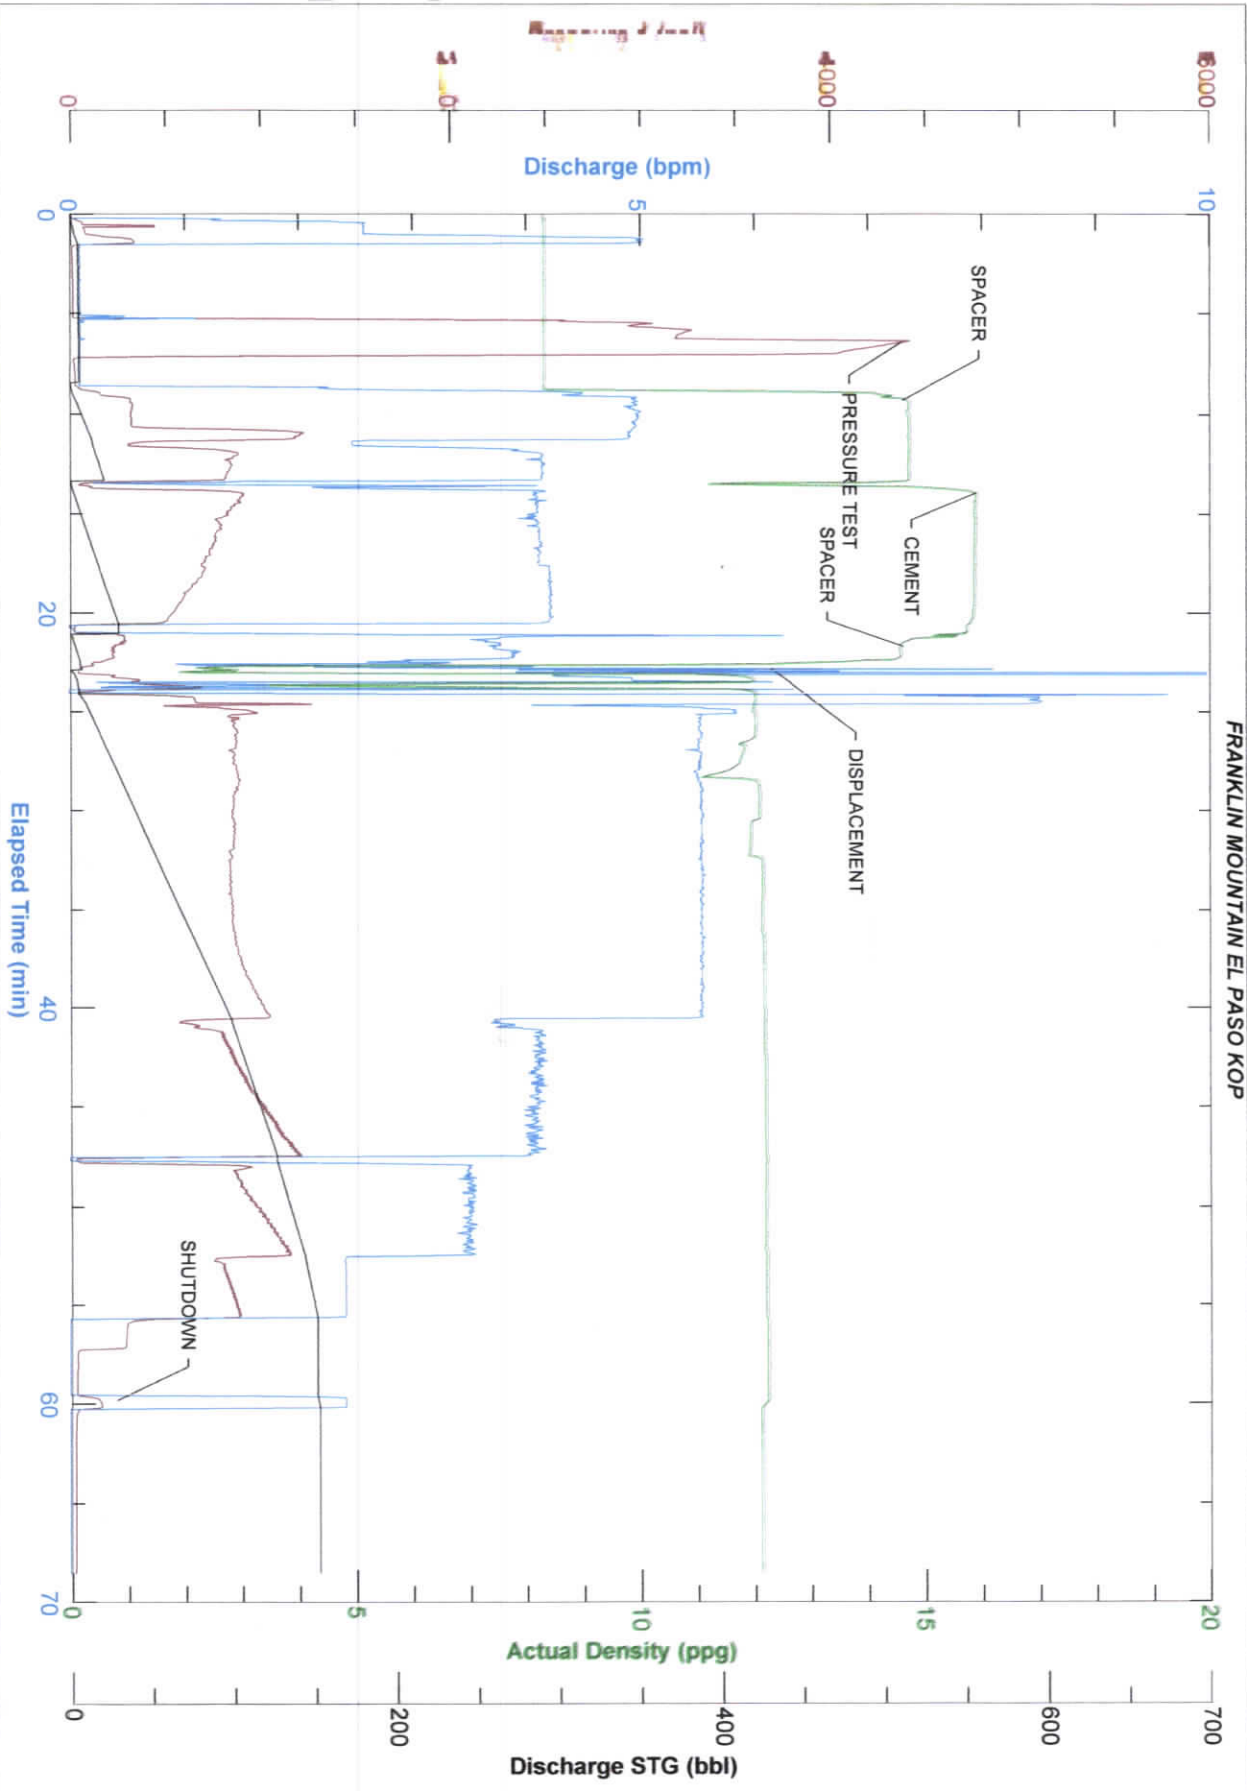 FRANKLIN MOUNTAIN EL PASO KOP
0
5
10
Discharge (bpm)
SPACER
PRESSURE TEST
CEMENT
SPACER
DISPLACEMENT
SHUTDOWN
0
20
40
60
70
Elapsed Time (min)
0
5
10
15
20
Actual Density (ppg)
0
200
400
600
700
Discharge STG (bbl)
0